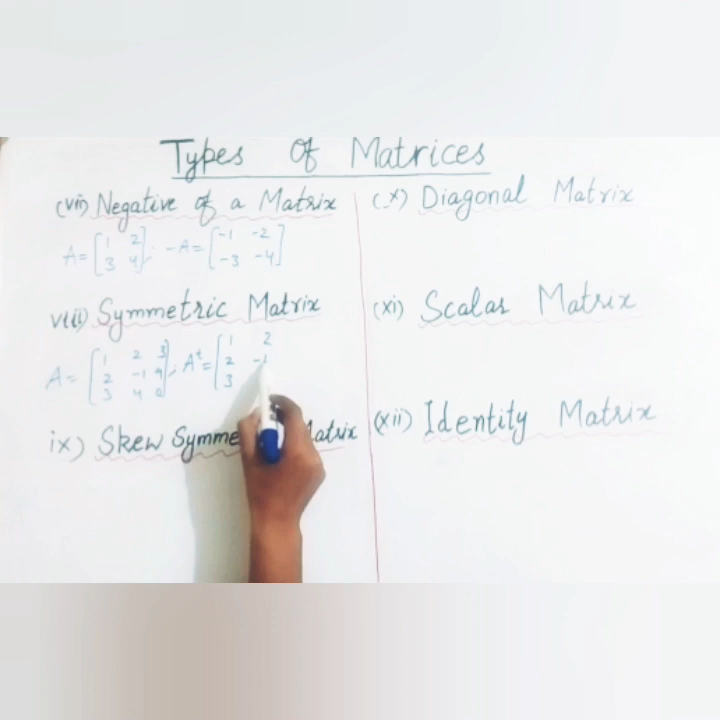 Types Of Matrices
(vii) Negative of a Matrix
A = [ 1 2
3 4 ]; -A = [ -1 -2
-3 -4 ]
viii) Symmetric Matrix
A = [ 1 2 3
2 -1 4
3 4 0 ], Aᵗ = [ 1 2
2 -1
3
ix) Skew Symme atrix
(x) Diagonal Matrix
(xi) Scalar Matrix
(xii) Identity Matrix